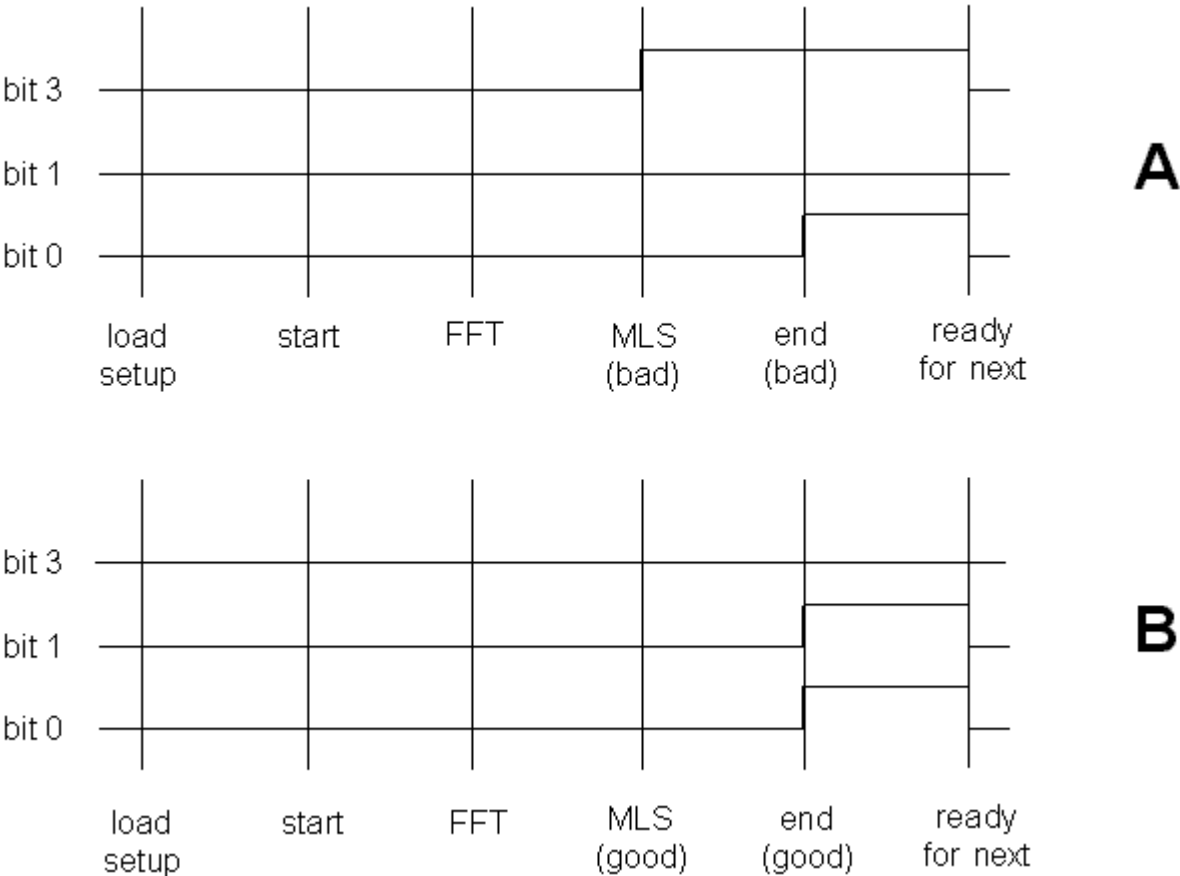 bit 3
bit 1
A
bit 0
load setup
start
FFT
MLS (bad)
end (bad)
ready for next
bit 3
bit 1
B
bit 0
load setup
start
FFT
MLS (good)
end (good)
ready for next